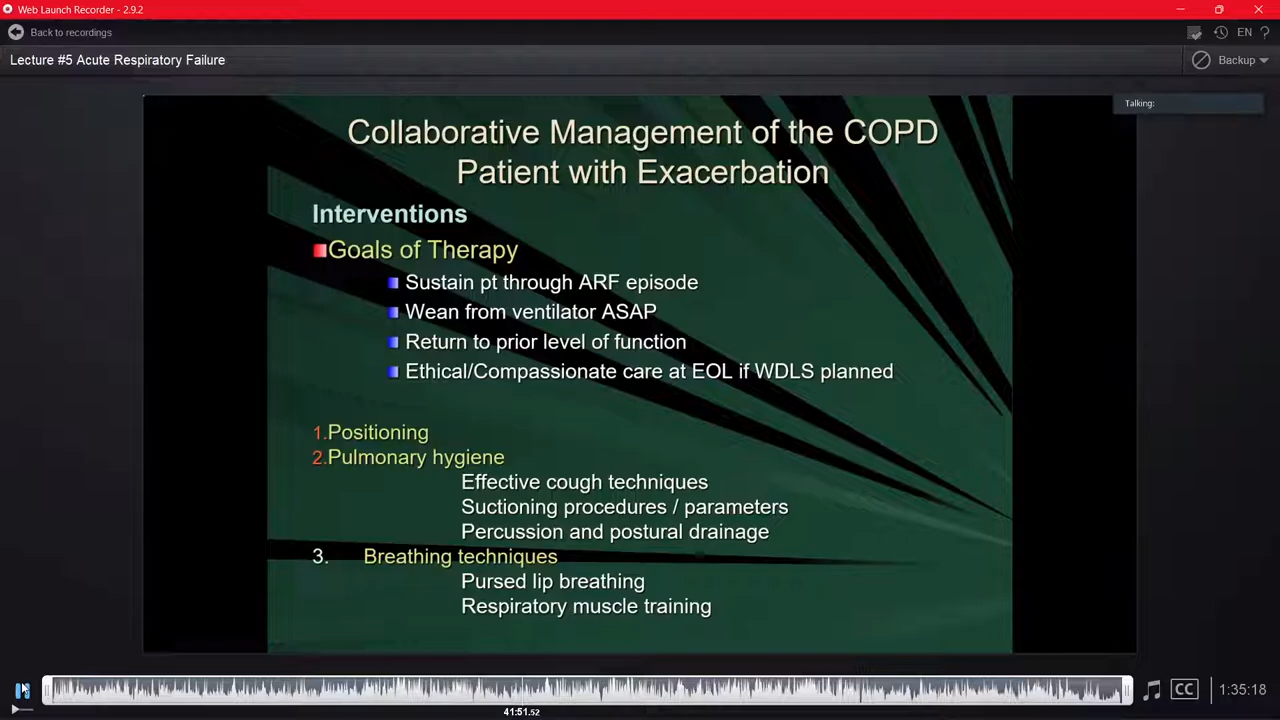 Web Launch Recorder - 2.9.2
Back to recordings
EN ?
Lecture #5 Acute Respiratory Failure
Backup
Talking:
Collaborative Management of the COPD
Patient with Exacerbation
Interventions
Goals of Therapy
Sustain pt through ARF episode
Wean from ventilator ASAP
Return to prior level of function
Ethical/Compassionate care at EOL if WDLS planned
1.Positioning
2.Pulmonary hygiene
Effective cough techniques
Suctioning procedures / parameters
Percussion and postural drainage
3. Breathing techniques
Pursed lip breathing
Respiratory muscle training
CC
1:35:18
41:51.52